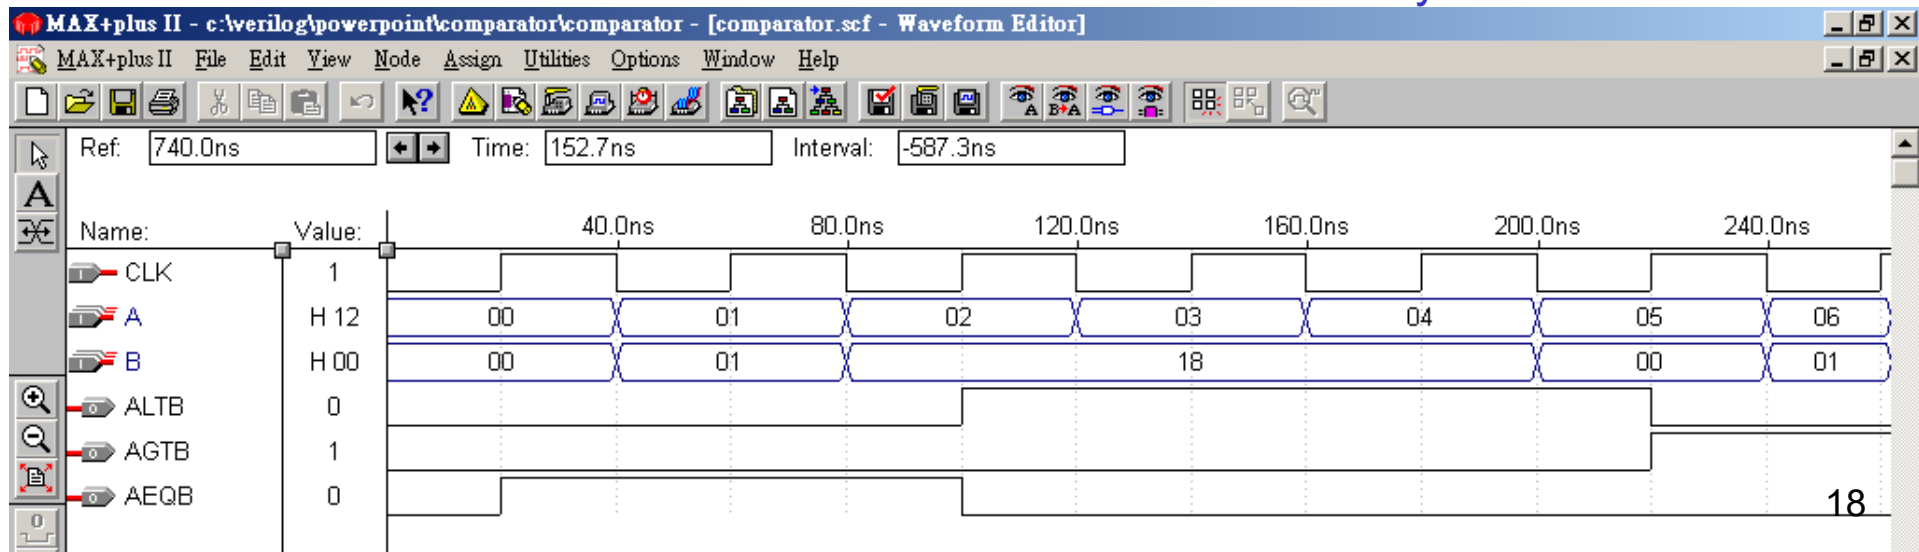 MAX+plus II - c:\verilog\powerpoint\comparator\comparator - [comparator.scf - Waveform Editor]
MAX+plus II File Edit View Node Assign Utilities Options Window Help
Ref: 740.0ns Time: 152.7ns Interval: -587.3ns
Name: Value: 40.0ns 80.0ns 120.0ns 160.0ns 200.0ns 240.0ns
CLK 1
A H 12 00 01 02 03 04 05 06
B H 00 00 01 18 00 01
ALTB 0
AGTB 1
AEQB 0
18